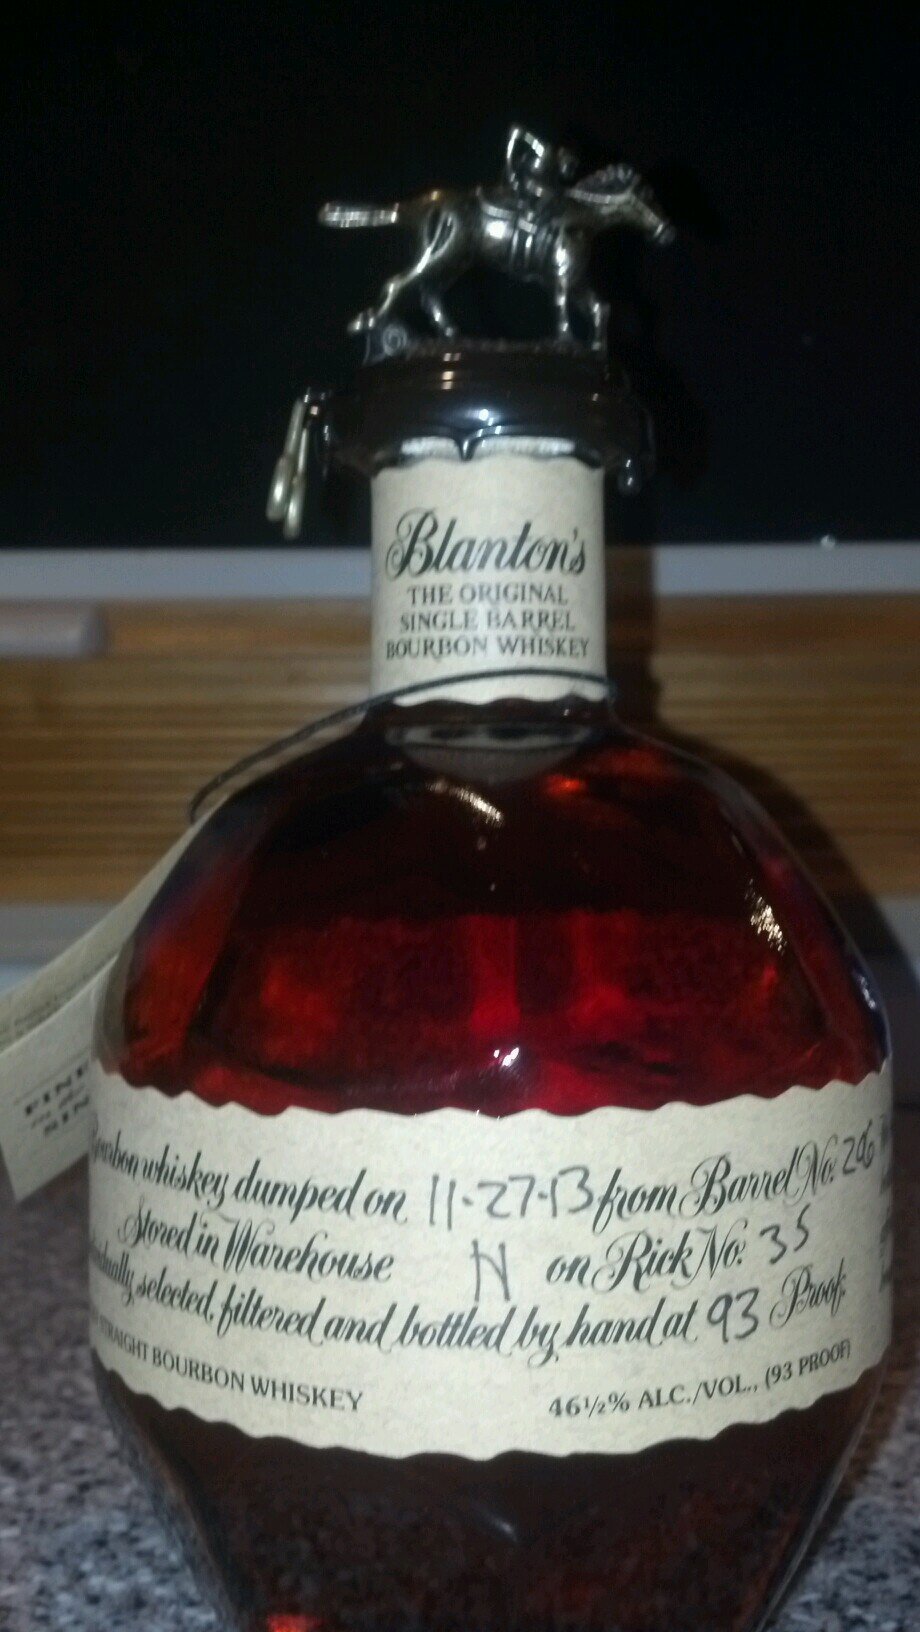 Blanton's
THE ORIGINAL
SINGLE BARREL
BOURBON WHISKEY
Bourbon whiskey dumped on 11-27-13 from Barrel No. 206
Stored in Warehouse H on Rick No. 35
selected, filtered and bottled by hand at 93 Proof.
STRAIGHT BOURBON WHISKEY 46½% ALC./VOL., (93 PROOF)